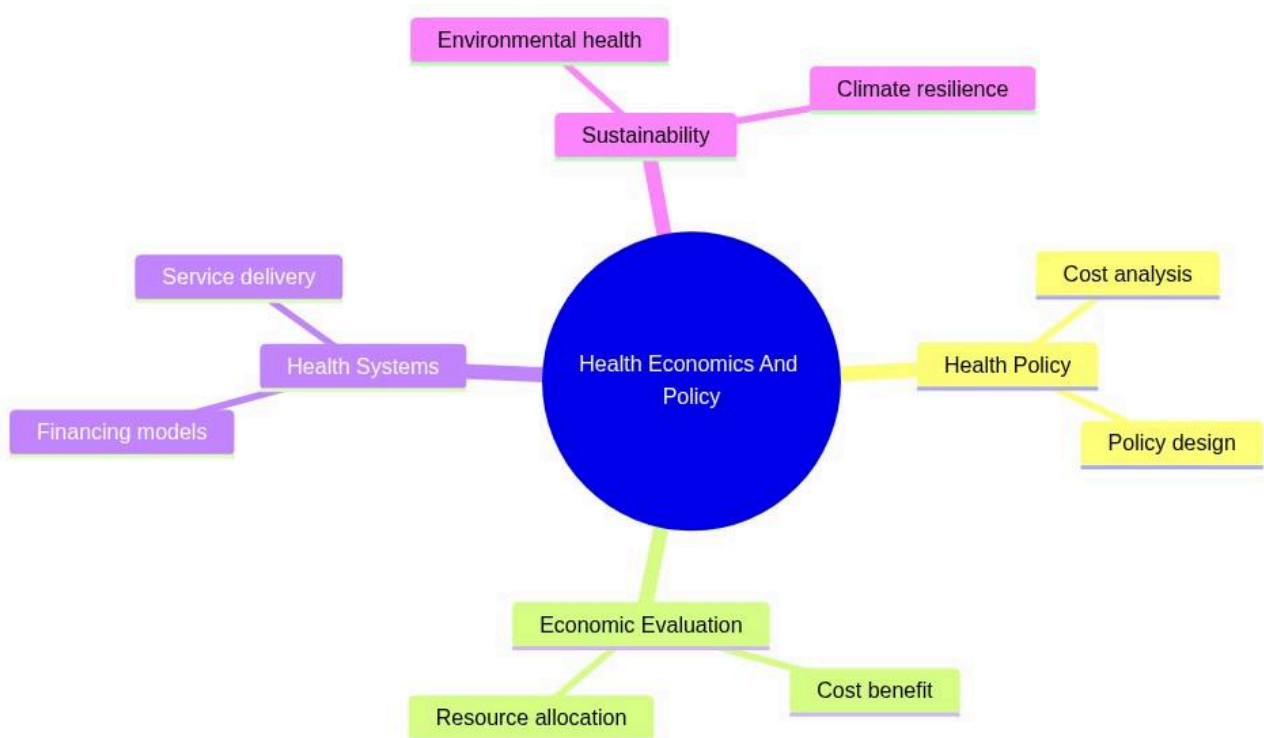 Environmental health
Climate resilience
Sustainability
Service delivery
Health Systems
Financing models
Health Economics And
Policy
Cost analysis
Health Policy
Policy design
Economic Evaluation
Cost benefit
Resource allocation